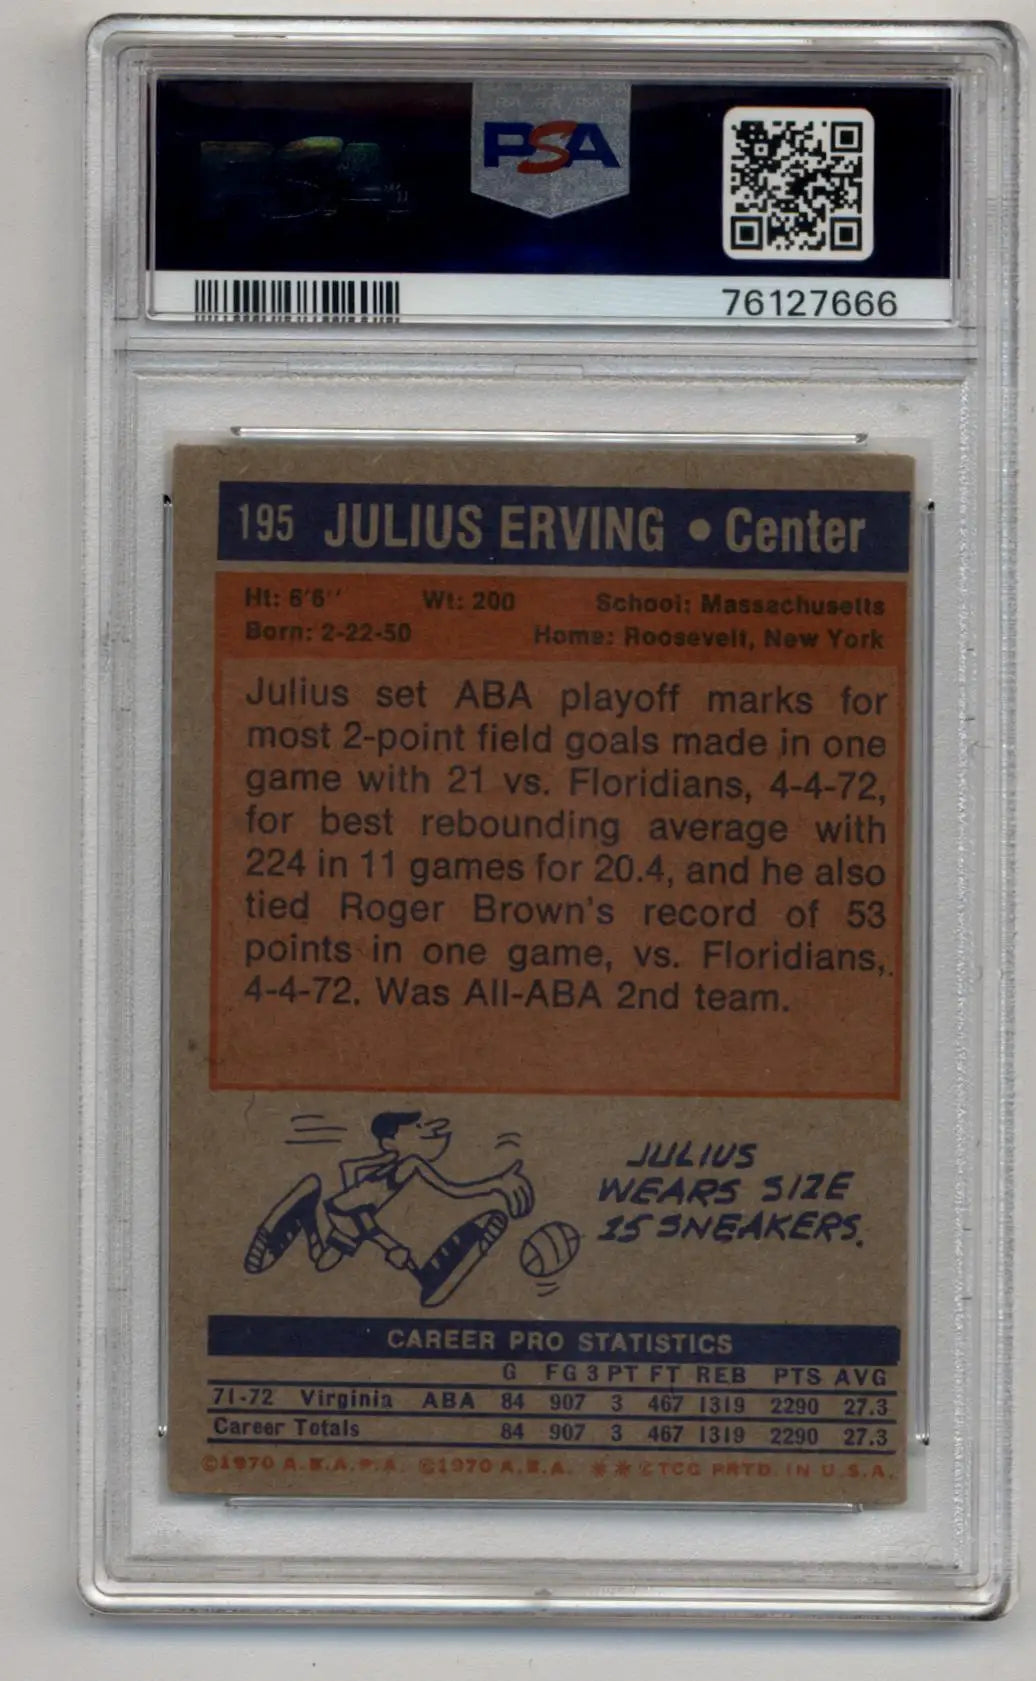 PSA
76127666
195 JULIUS ERVING • Center
Ht: 6'6'' Wt: 200 School: Massachusetts
Born: 2-22-50 Home: Roosevelt, New York
Julius set ABA playoff marks for
most 2-point field goals made in one
game with 21 vs. Floridians, 4-4-72,
for best rebounding average with
224 in 11 games for 20.4, and he also
tied Roger Brown's record of 53
points in one game, vs. Floridians,
4-4-72. Was All-ABA 2nd team.
JULIUS
WEARS SIZE
15 SNEAKERS.
CAREER PRO STATISTICS
G FG 3PT FT REB PTS AVG
71-72 Virginia ABA 84 907 3 467 1319 2290 27.3
Career Totals 84 907 3 467 1319 2290 27.3
©1970 A.B.A.P.A. ©1970 A.B.A. ✱✱ ©TCG PRTD. IN U.S.A.